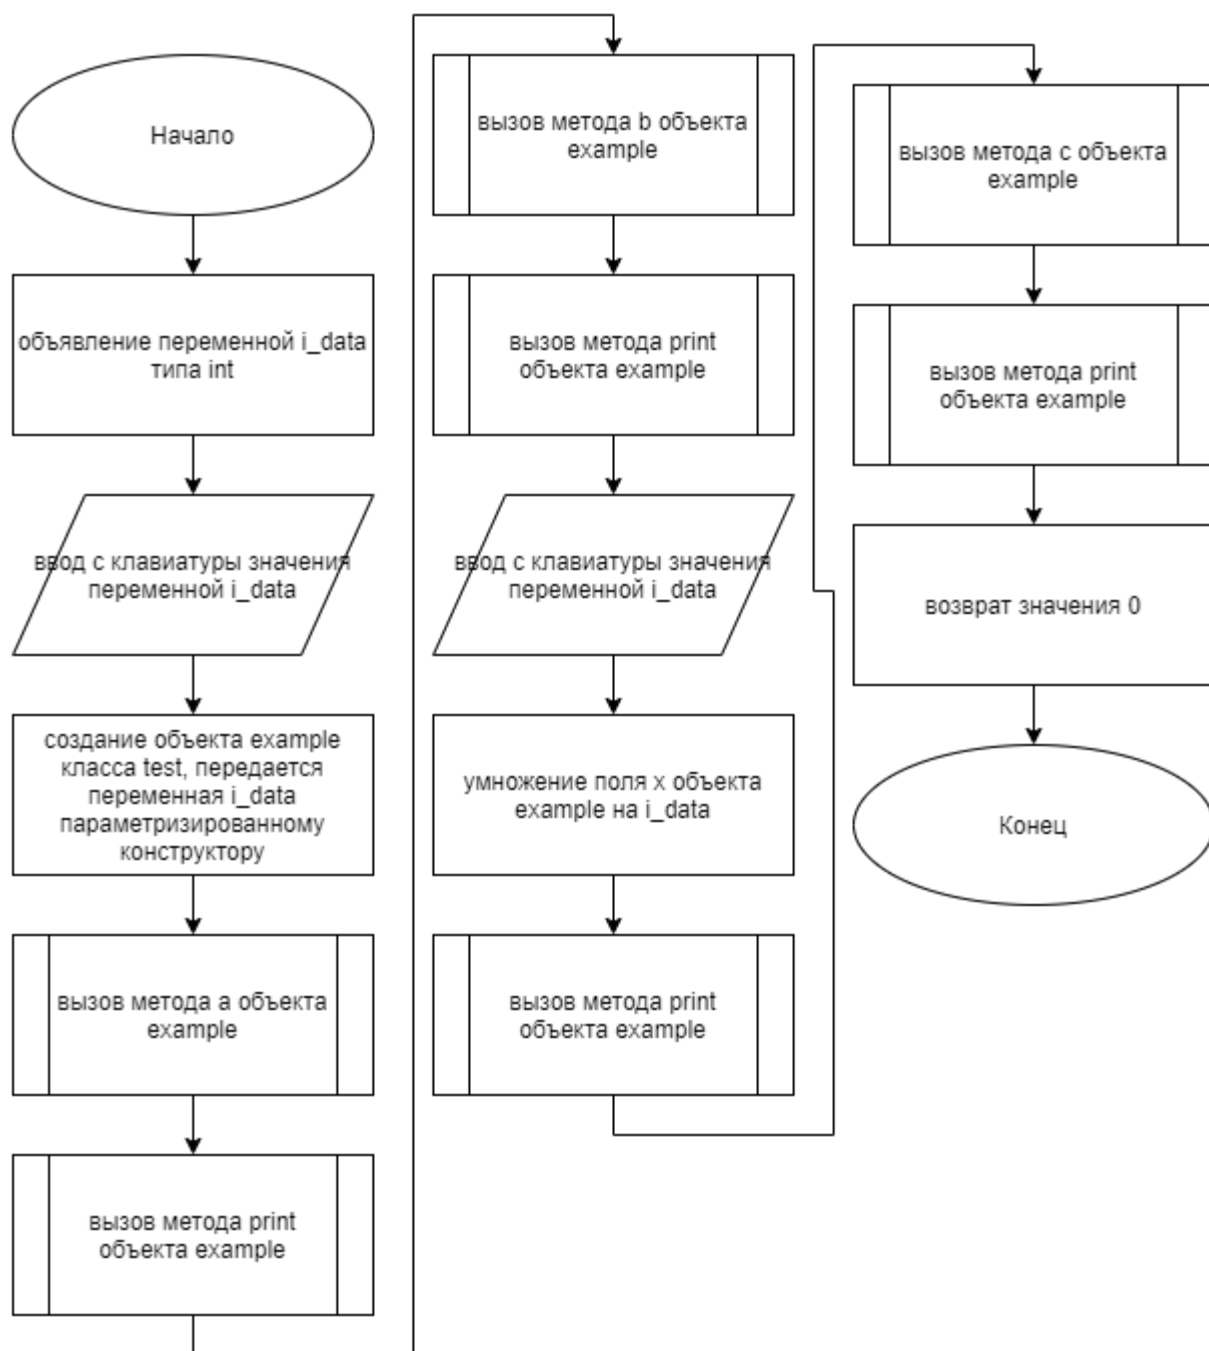 Начало
объявление переменной i_data
типа int
ввод с клавиатуры значения
переменной i_data
создание объекта example
класса test, передается
переменная i_data
параметризированному
конструктору
вызов метода a объекта
example
вызов метода print
объекта example
вызов метода b объекта
example
вызов метода print
объекта example
ввод с клавиатуры значения
переменной i_data
умножение поля x объекта
example на i_data
вызов метода print
объекта example
вызов метода c объекта
example
вызов метода print
объекта example
возврат значения 0
Конец